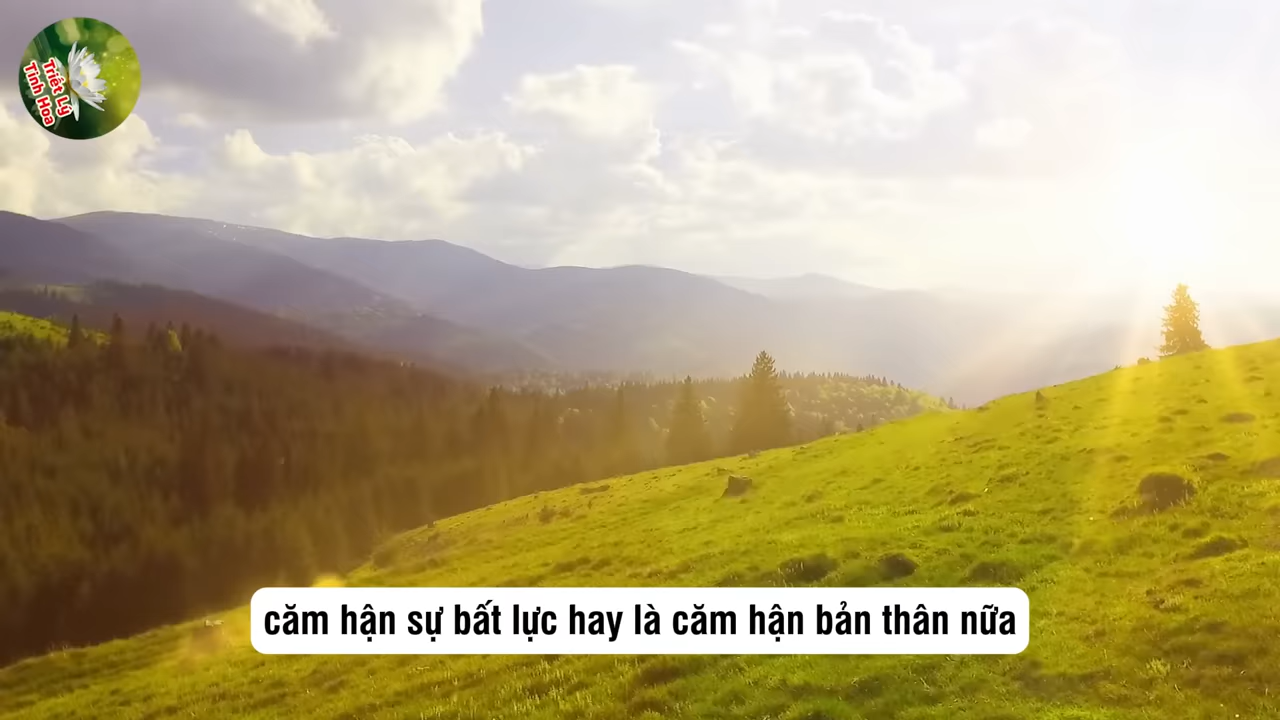 Triết Lý
Tinh Hoa
căm hận sự bất lực hay là căm hận bản thân nữa